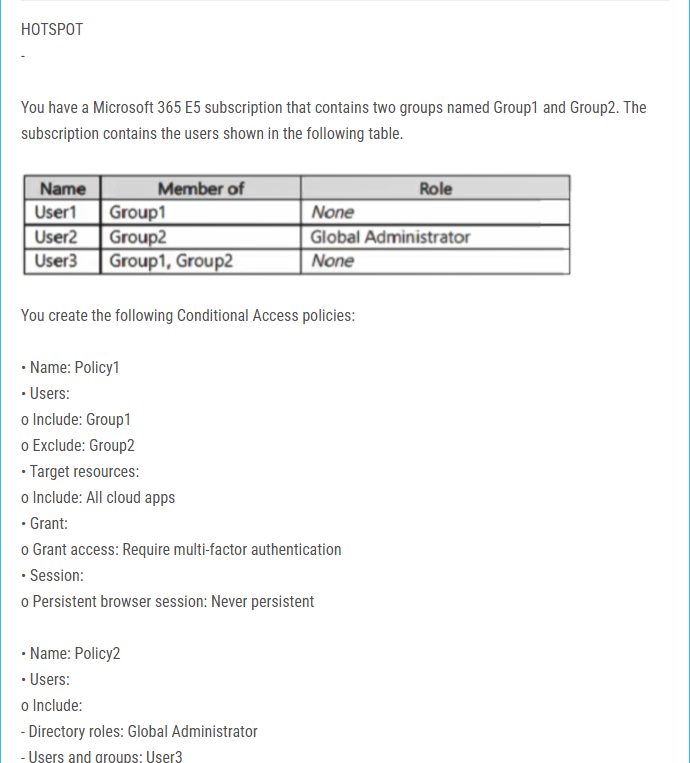 HOTSPOT
-
You have a Microsoft 365 E5 subscription that contains two groups named Group1 and Group2. The
subscription contains the users shown in the following table.
Name Member of Role
User1 Group1 None
User2 Group2 Global Administrator
User3 Group1, Group2 None
You create the following Conditional Access policies:
• Name: Policy1
• Users:
o Include: Group1
o Exclude: Group2
• Target resources:
o Include: All cloud apps
• Grant:
o Grant access: Require multi-factor authentication
• Session:
o Persistent browser session: Never persistent
• Name: Policy2
• Users:
o Include:
- Directory roles: Global Administrator
- Users and groups: User3